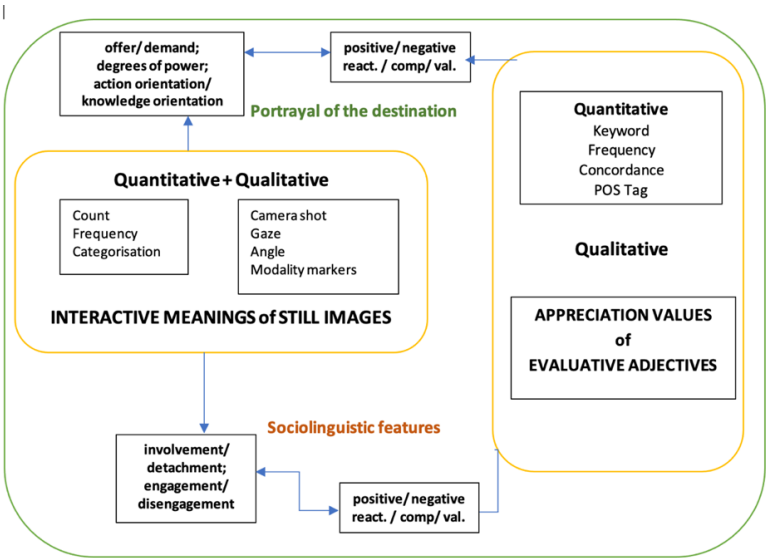 offer/ demand;
degrees of power;
action orientation/
knowledge orientation
positive/ negative
react. / comp/ val.
Portrayal of the destination
Quantitative + Qualitative
Count
Frequency
Categorisation
Camera shot
Gaze
Angle
Modality markers
INTERACTIVE MEANINGS of STILL IMAGES
Quantitative
Keyword
Frequency
Concordance
POS Tag
Qualitative
APPRECIATION VALUES
of
EVALUATIVE ADJECTIVES
Sociolinguistic features
involvement/
detachment;
engagement/
disengagement
positive/ negative
react. / comp/ val.